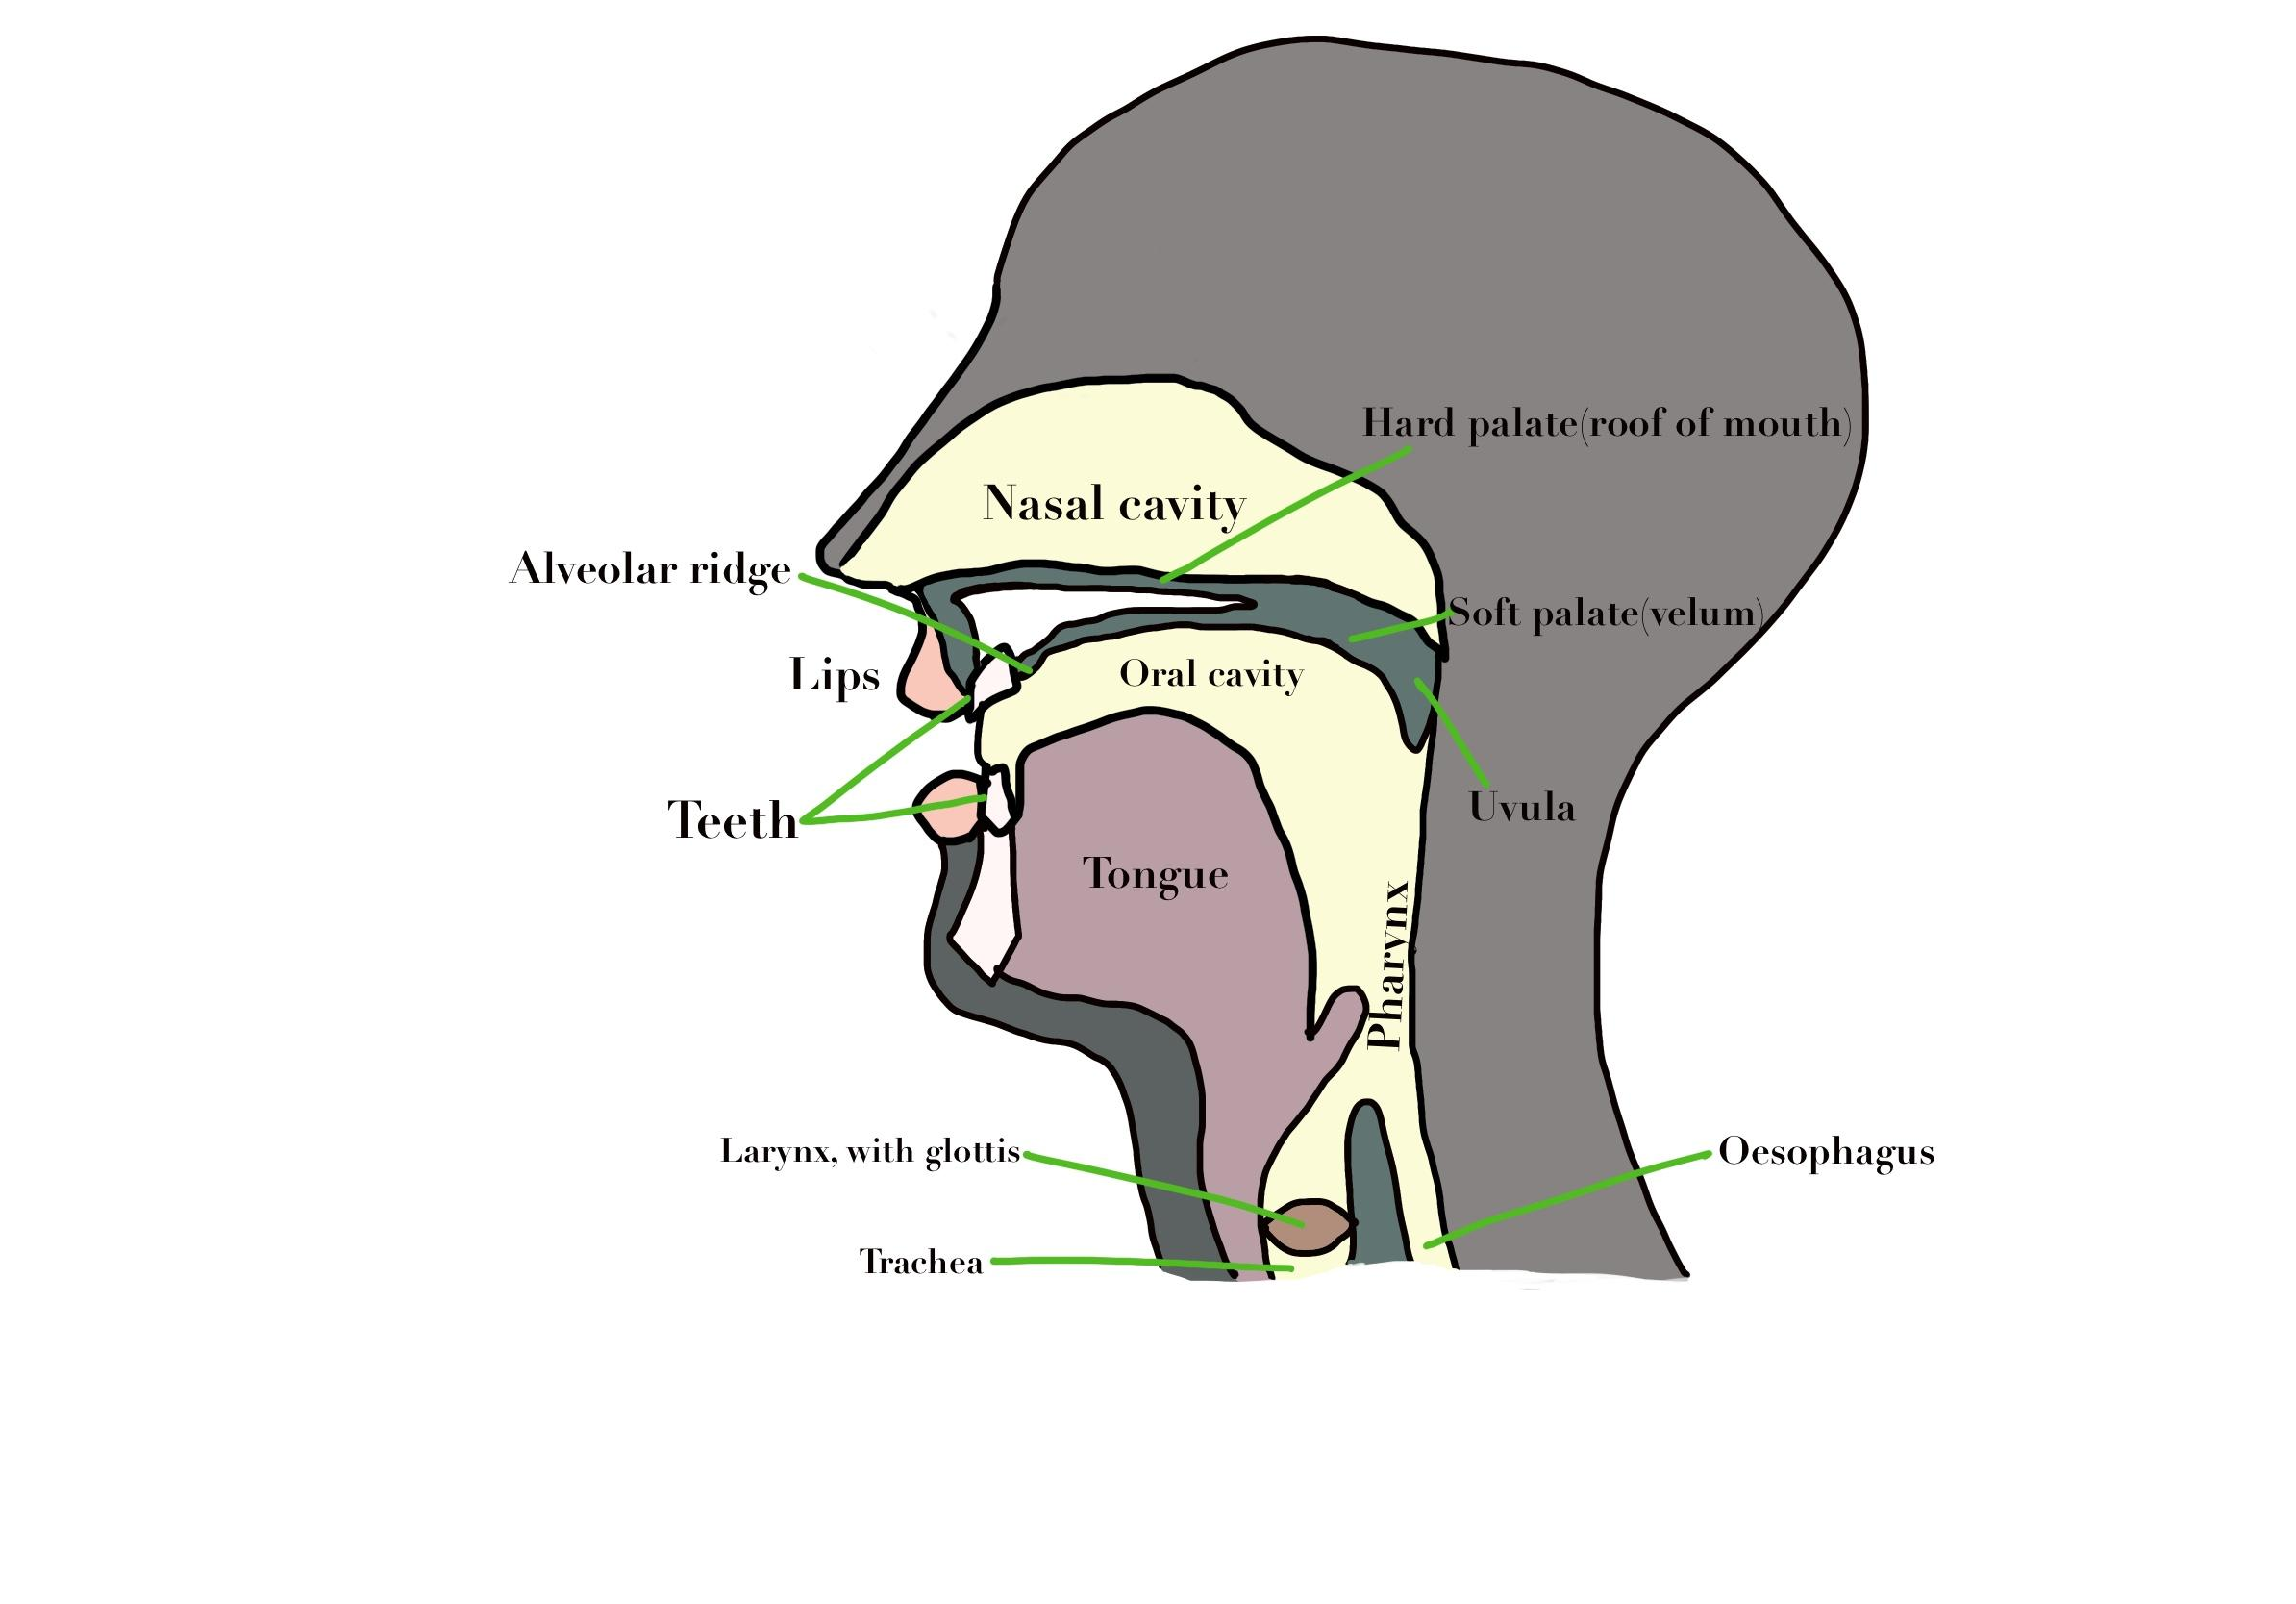 Hard palate(roof of mouth)
Nasal cavity
Alveolar ridge
Soft palate(velum)
Lips
Oral cavity
Uvula
Teeth
Tongue
Pharynx
Larynx, with glottis
Oesophagus
Trachea